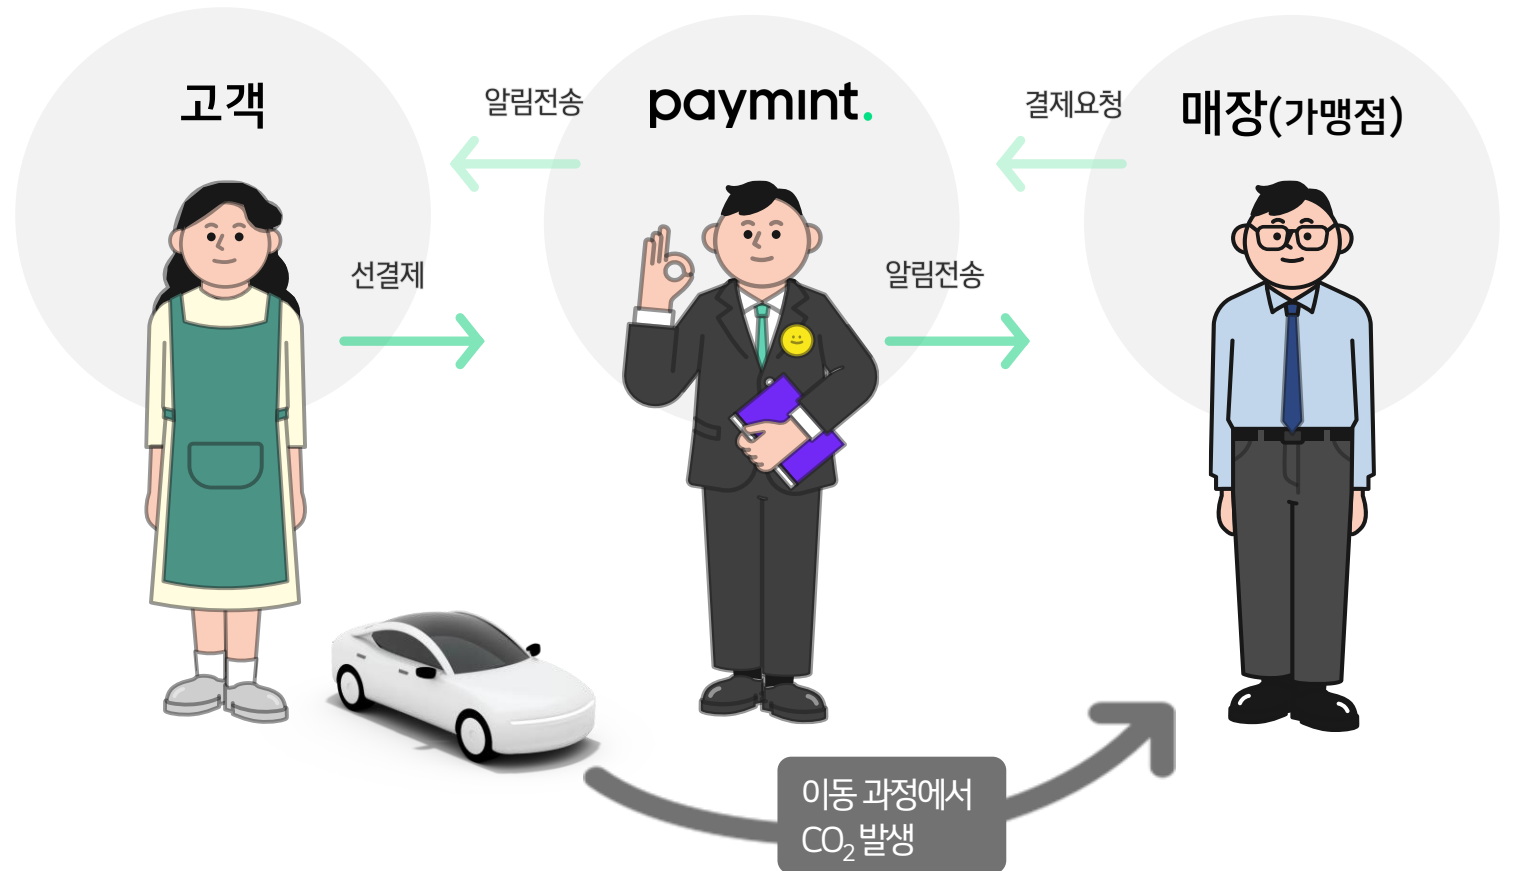 고객
알림전송
paymint.
결제요청
매장(가맹점)
선결제
알림전송
이동 과정에서
CO₂ 발생